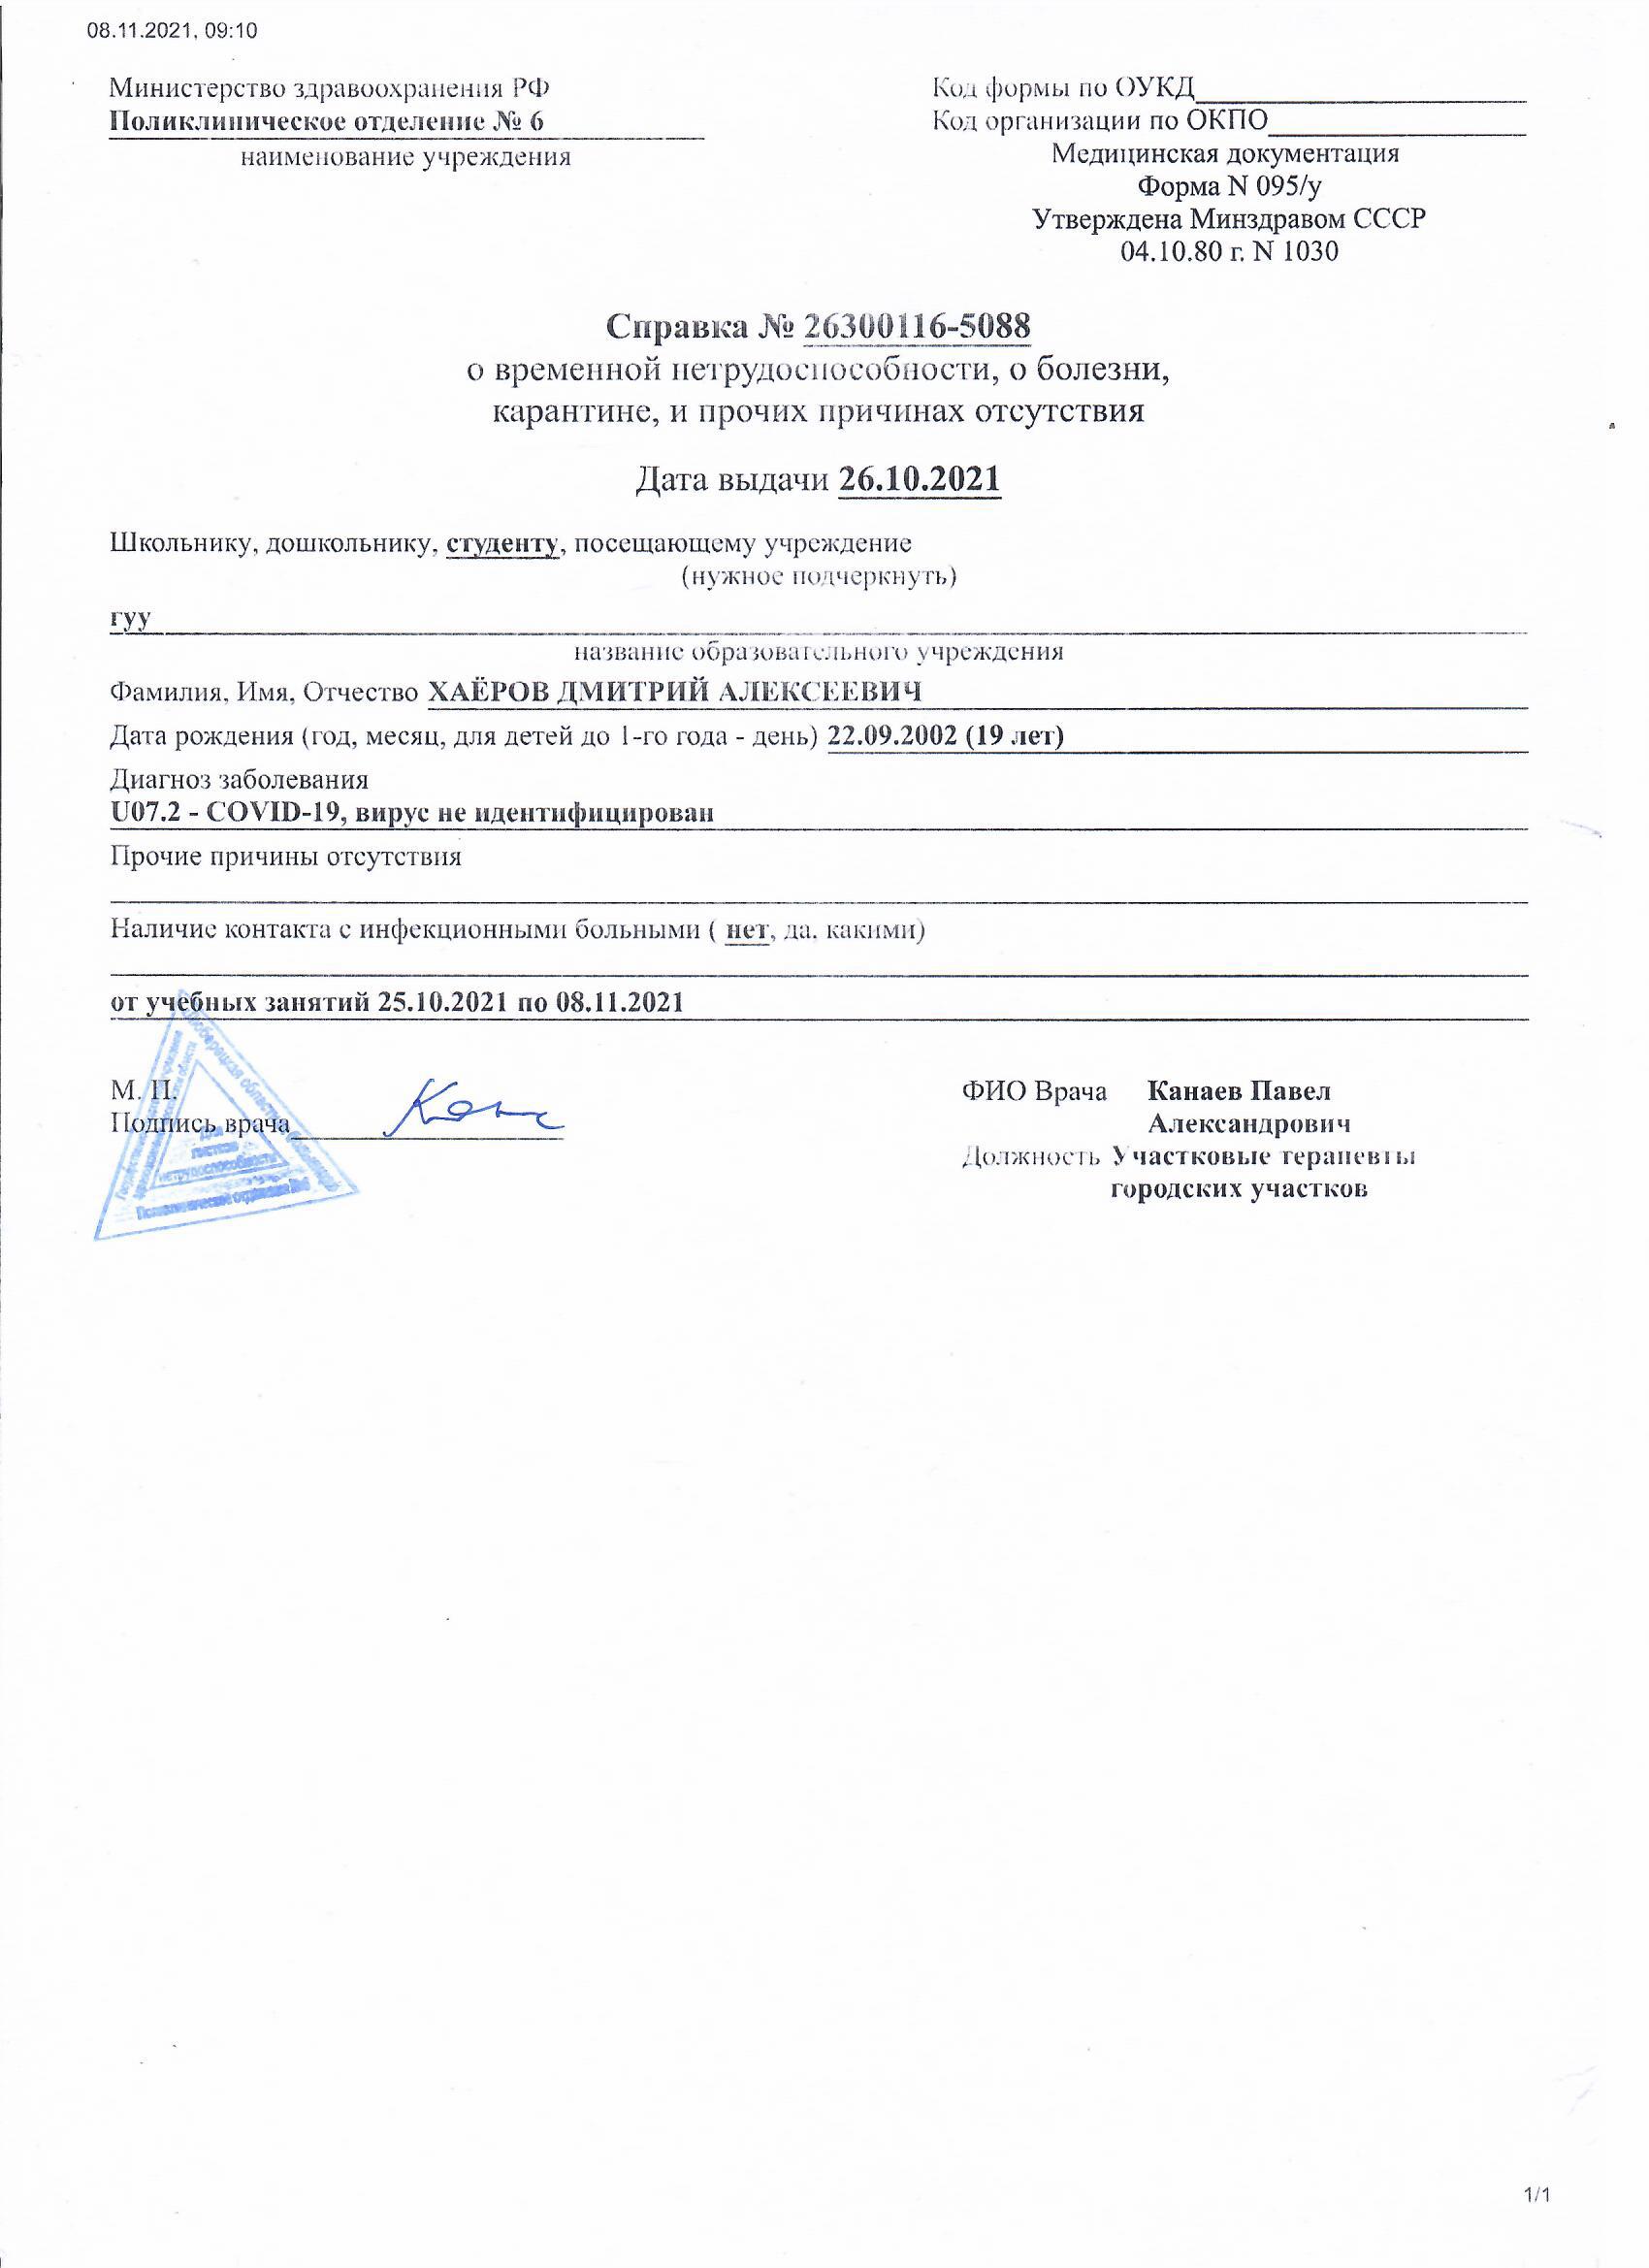 08.11.2021, 09:10
Министерство здравоохранения РФ
Поликлиническое отделение № 6
наименование учреждения
Код формы по ОУКД
Код организации по ОКПО
Медицинская документация
Форма N 095/у
Утверждена Минздравом СССР
04.10.80 г. N 1030
Справка № 26300116-5088
о временной нетрудоспособности, о болезни,
карантине, и прочих причинах отсутствия
Дата выдачи 26.10.2021
Школьнику, дошкольнику, студенту, посещающему учреждение
(нужное подчеркнуть)
гуу
название образовательного учреждения
Фамилия, Имя, Отчество ХАЁРОВ ДМИТРИЙ АЛЕКСЕЕВИЧ
Дата рождения (год, месяц, для детей до 1-го года - день) 22.09.2002 (19 лет)
Диагноз заболевания
U07.2 - COVID-19, вирус не идентифицирован
Прочие причины отсутствия
Наличие контакта с инфекционными больными ( нет, да, какими)
от учебных занятий 25.10.2021 по 08.11.2021
М. П.
Подпись врача
Для
листков
нетрудоспособности
Поликлиническое отделение №6
ФИО Врача Канаев Павел
Александрович
Должность Участковые терапевты
городских участков
1/1